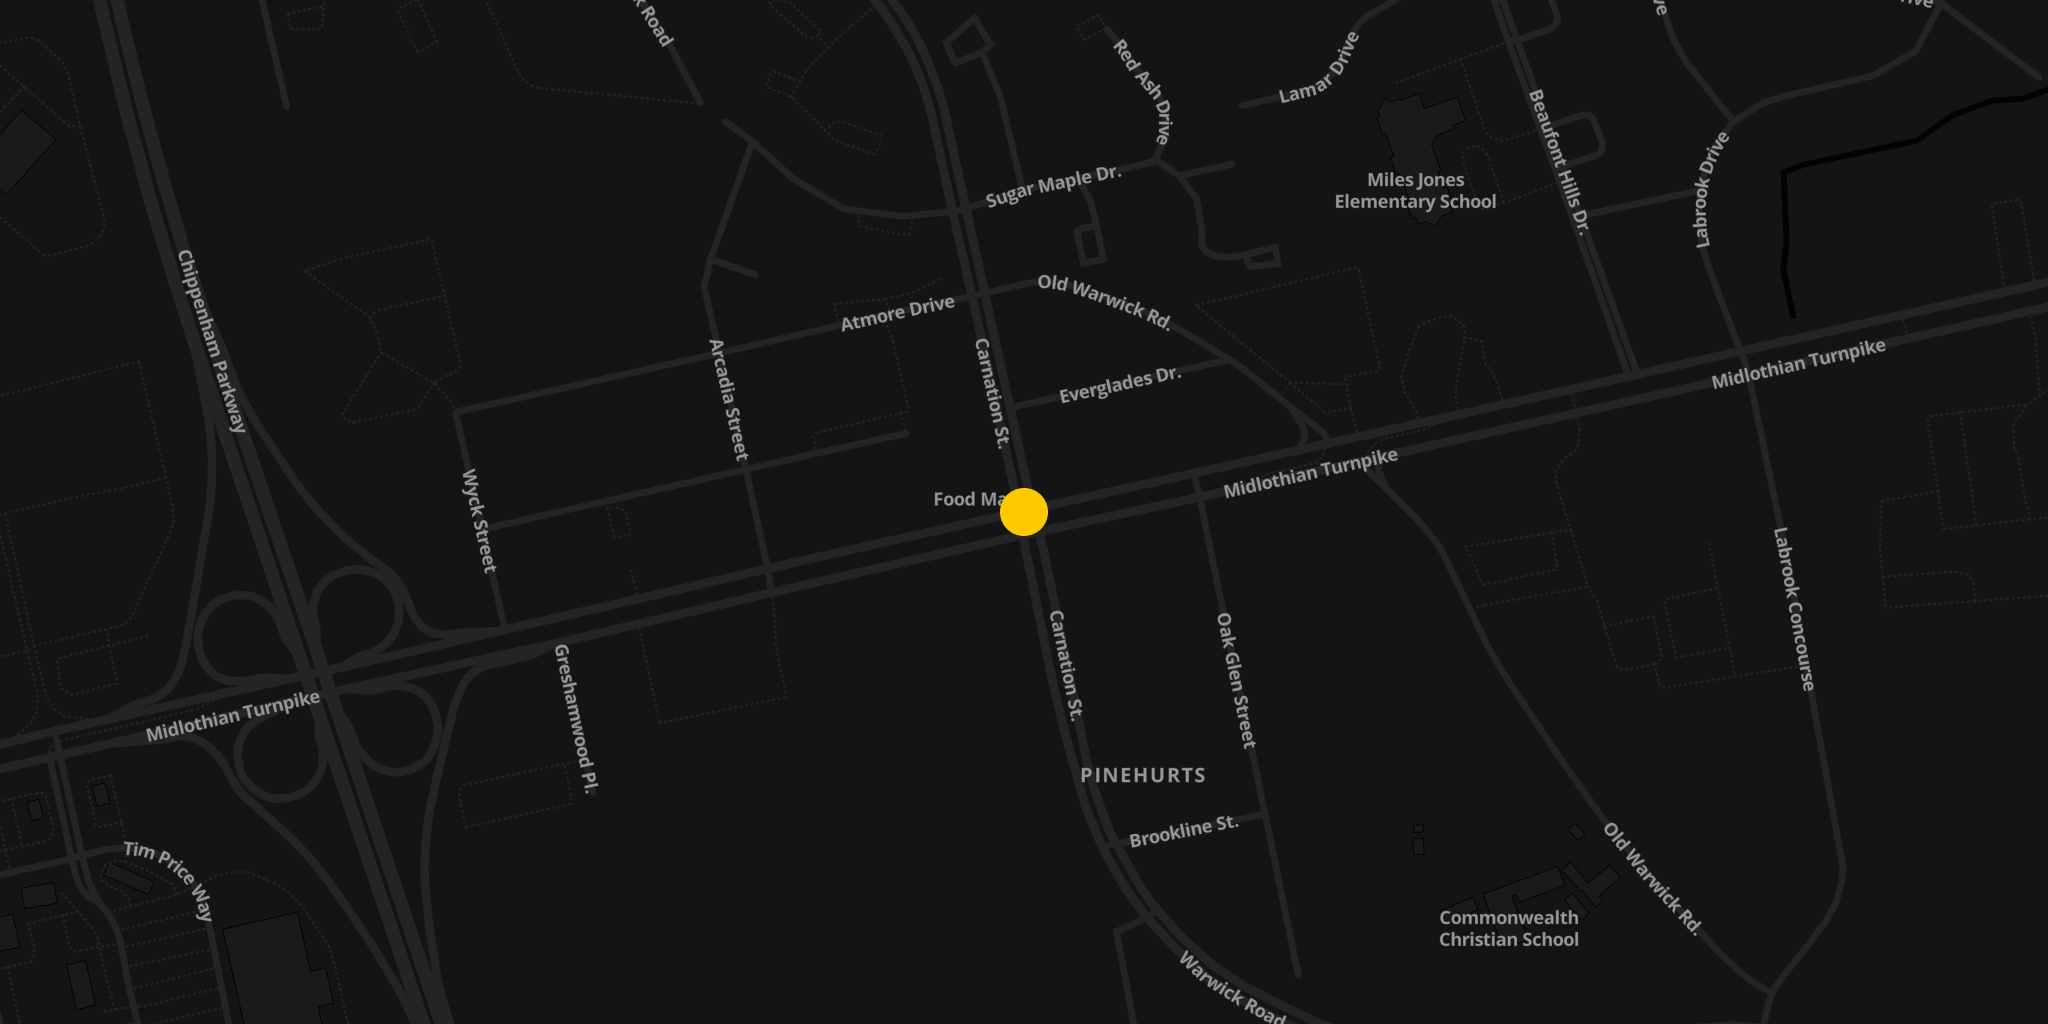 Road
Red Ash Drive
Lamar Drive
Beaufont Hills Dr.
Labrook Drive
Miles Jones
Elementary School
Sugar Maple Dr.
Chippenham Parkway
Old Warwick Rd.
Atmore Drive
Arcadia Street
Carnation St.
Everglades Dr.
Midlothian Turnpike
Wyck Street
Midlothian Turnpike
Food
Labrook Concourse
Carnation St.
Oak Glen Street
Greshamwood Pl.
Midlothian Turnpike
PINEHURTS
Brookline St.
Tim Price Way
Old Warwick Rd.
Commonwealth
Christian School
Warwick Road